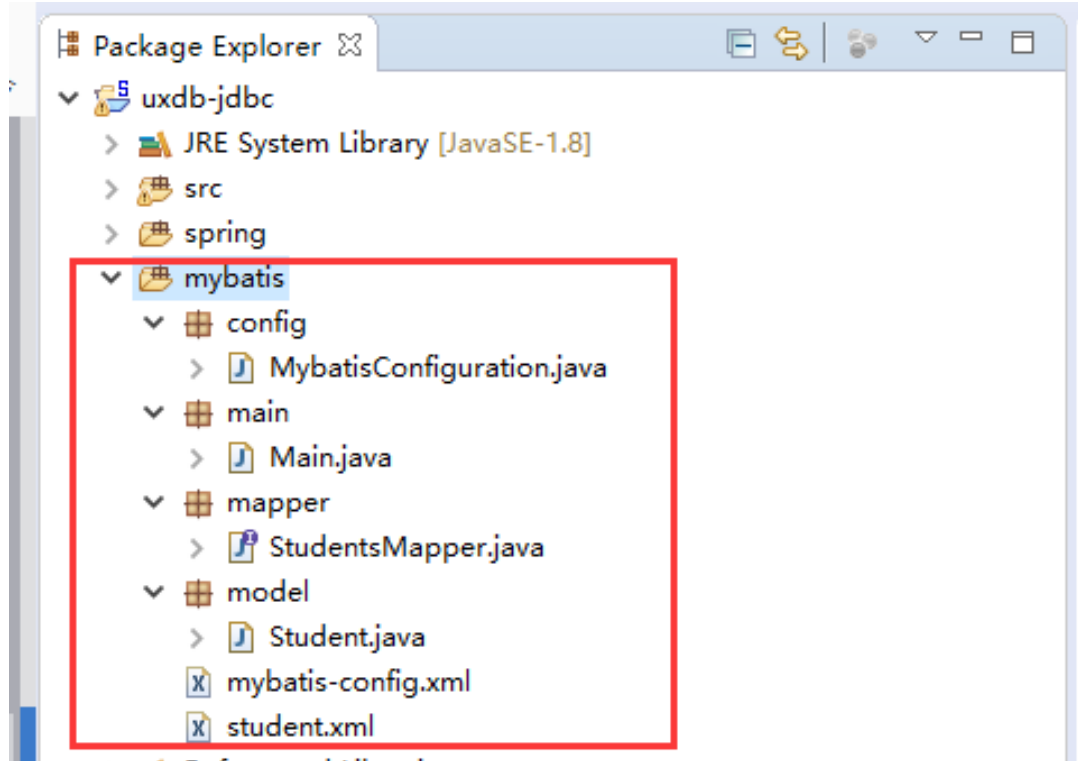 Package Explorer
uxdb-jdbc
JRE System Library [JavaSE-1.8]
src
spring
mybatis
config
MybatisConfiguration.java
main
Main.java
mapper
StudentsMapper.java
model
Student.java
mybatis-config.xml
student.xml